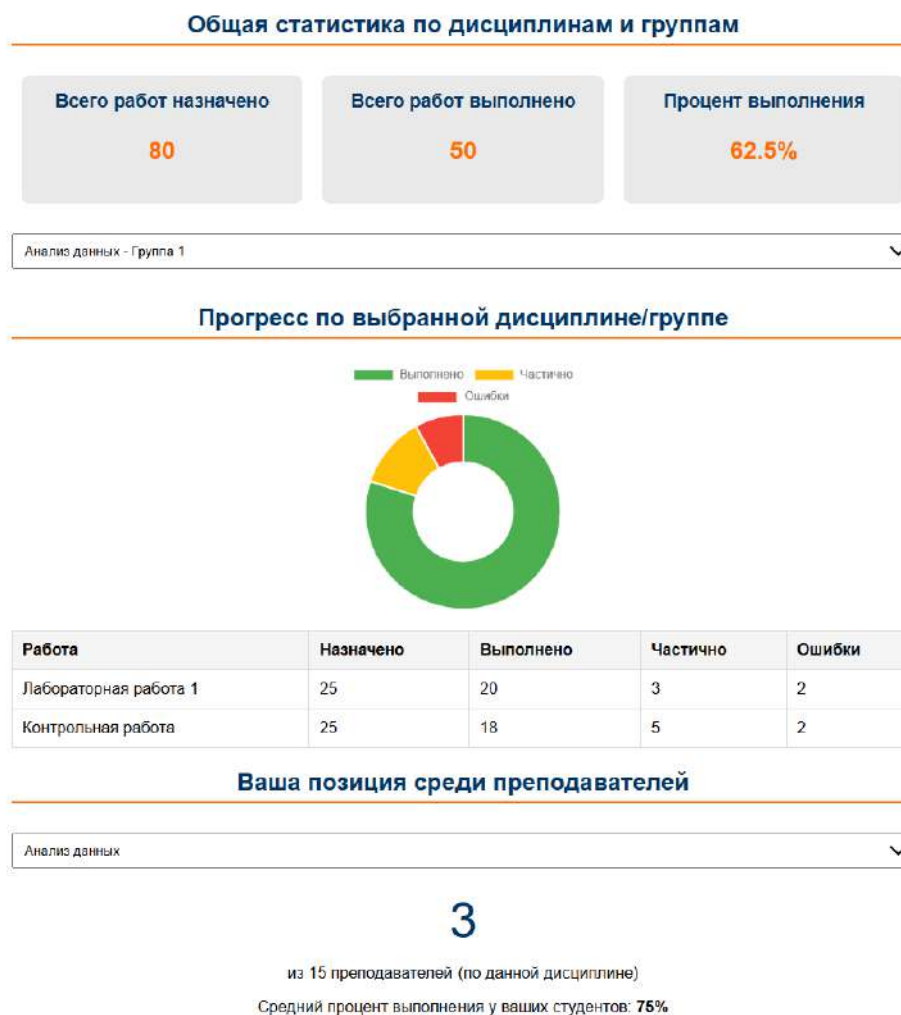 Общая статистика по дисциплинам и группам
Всего работ назначено Всего работ выполнено Процент выполнения
80 50 62.5%
Анализ данных - Группа 1
Прогресс по выбранной дисциплине/группе
Выполнено Частично
Ошибки
Работа Назначено Выполнено Частично Ошибки
Лабораторная работа 1 25 20 3 2
Контрольная работа 25 18 5 2
Ваша позиция среди преподавателей
Анализ данных
3
из 15 преподавателей (по данной дисциплине)
Средний процент выполнения у ваших студентов: 75%